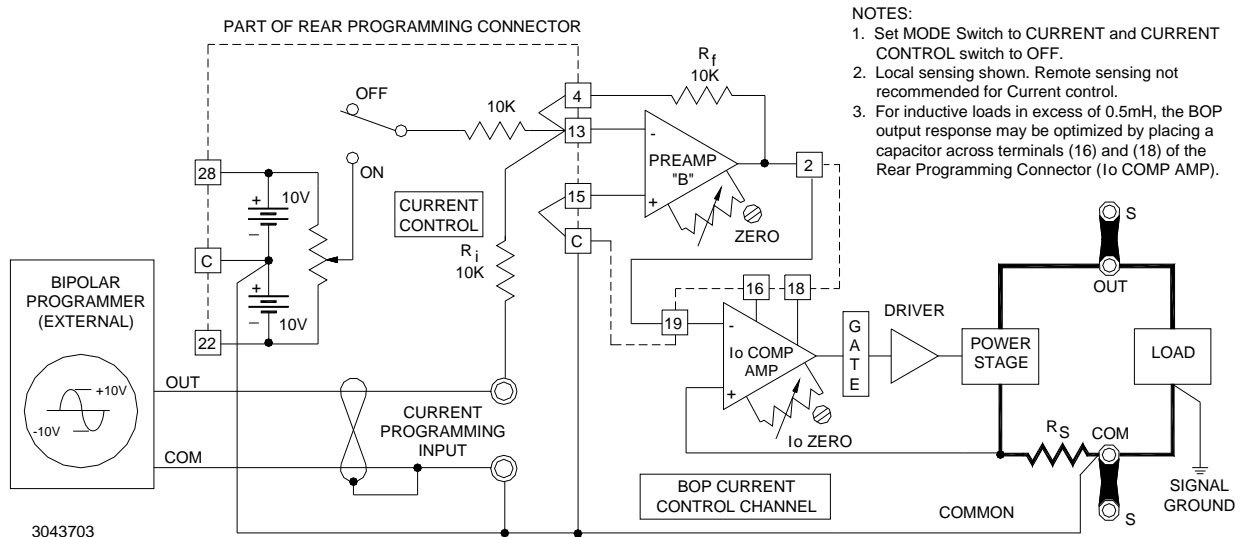 PART OF REAR PROGRAMMING CONNECTOR
NOTES:
1. Set MODE Switch to CURRENT and CURRENT
CONTROL switch to OFF.
2. Local sensing shown. Remote sensing not
recommended for Current control.
3. For inductive loads in excess of 0.5mH, the BOP
output response may be optimized by placing a
capacitor across terminals (16) and (18) of the
Rear Programming Connector (Io COMP AMP).
OFF
10K
4
13
Rf
10K
ON
28
+
10V
–
C
+
–
10V
22
CURRENT
CONTROL
Ri
10K
15
C
-
PREAMP
"B"
+
ZERO
2
16
18
19
-
Io COMP
AMP
+
Io ZERO
GATE
DRIVER
POWER
STAGE
S
OUT
LOAD
RS
COM
S
SIGNAL
GROUND
BIPOLAR
PROGRAMMER
(EXTERNAL)
+10V
-10V
OUT
COM
CURRENT
PROGRAMMING
INPUT
BOP CURRENT
CONTROL CHANNEL
COMMON
3043703